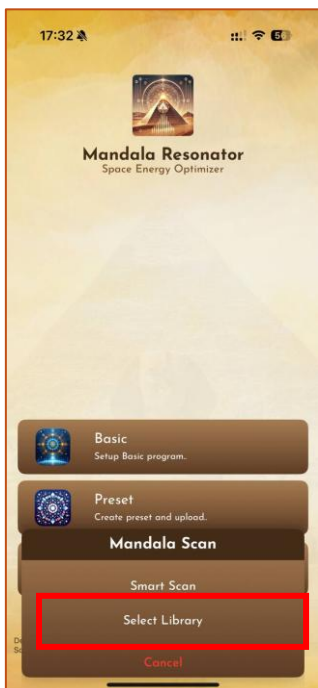 17:32
56
Mandala Resonator
Space Energy Optimizer
Basic
Setup Basic program.
Preset
Create preset and upload.
Mandala Scan
Smart Scan
Select Library
Cancel